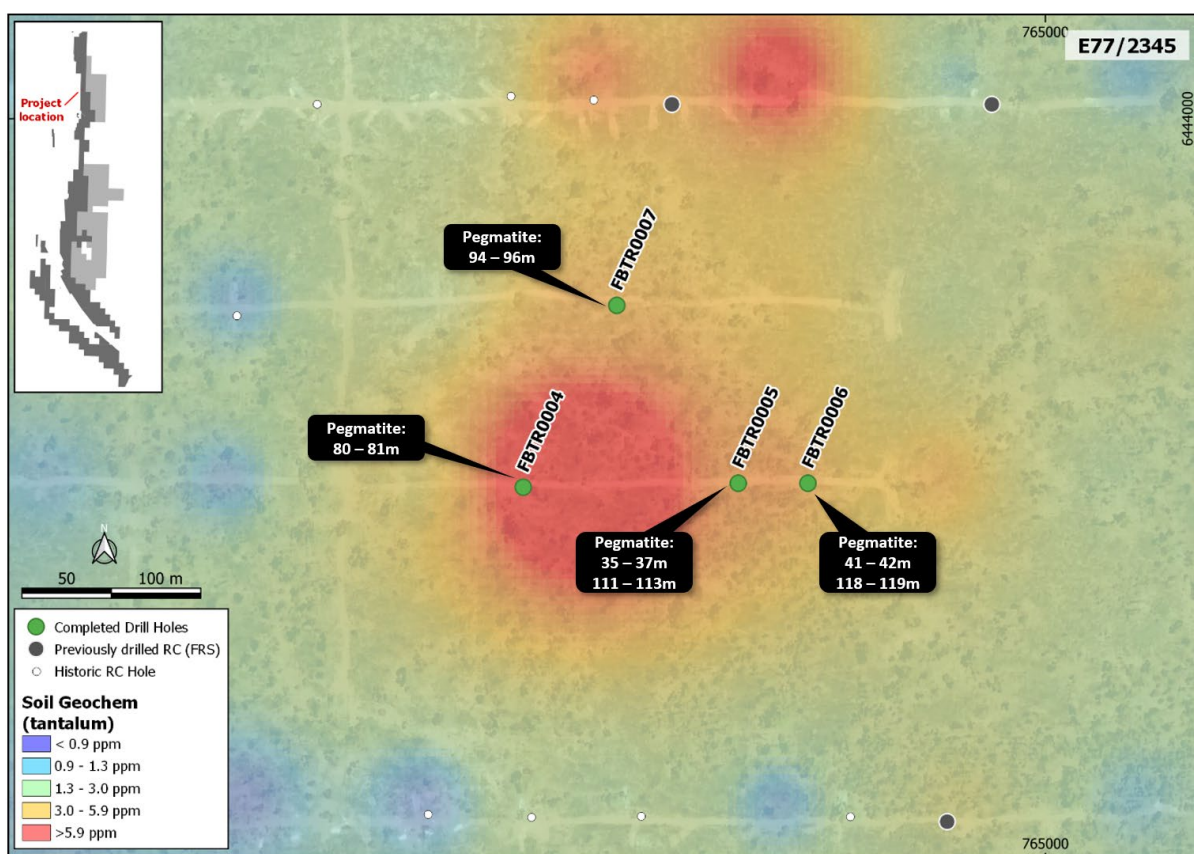 765000
E77/2345
Project
location
6444000
FBTR0007
Pegmatite:
94 – 96m
FBTR0004
FBTR0005
FBTR0006
Pegmatite:
80 – 81m
Pegmatite:
35 – 37m
111 – 113m
Pegmatite:
41 – 42m
118 – 119m
N
50 100 m
Completed Drill Holes
Previously drilled RC (FRS)
Historic RC Hole
Soil Geochem
(tantalum)
< 0.9 ppm
0.9 - 1.3 ppm
1.3 - 3.0 ppm
3.0 - 5.9 ppm
>5.9 ppm
765000